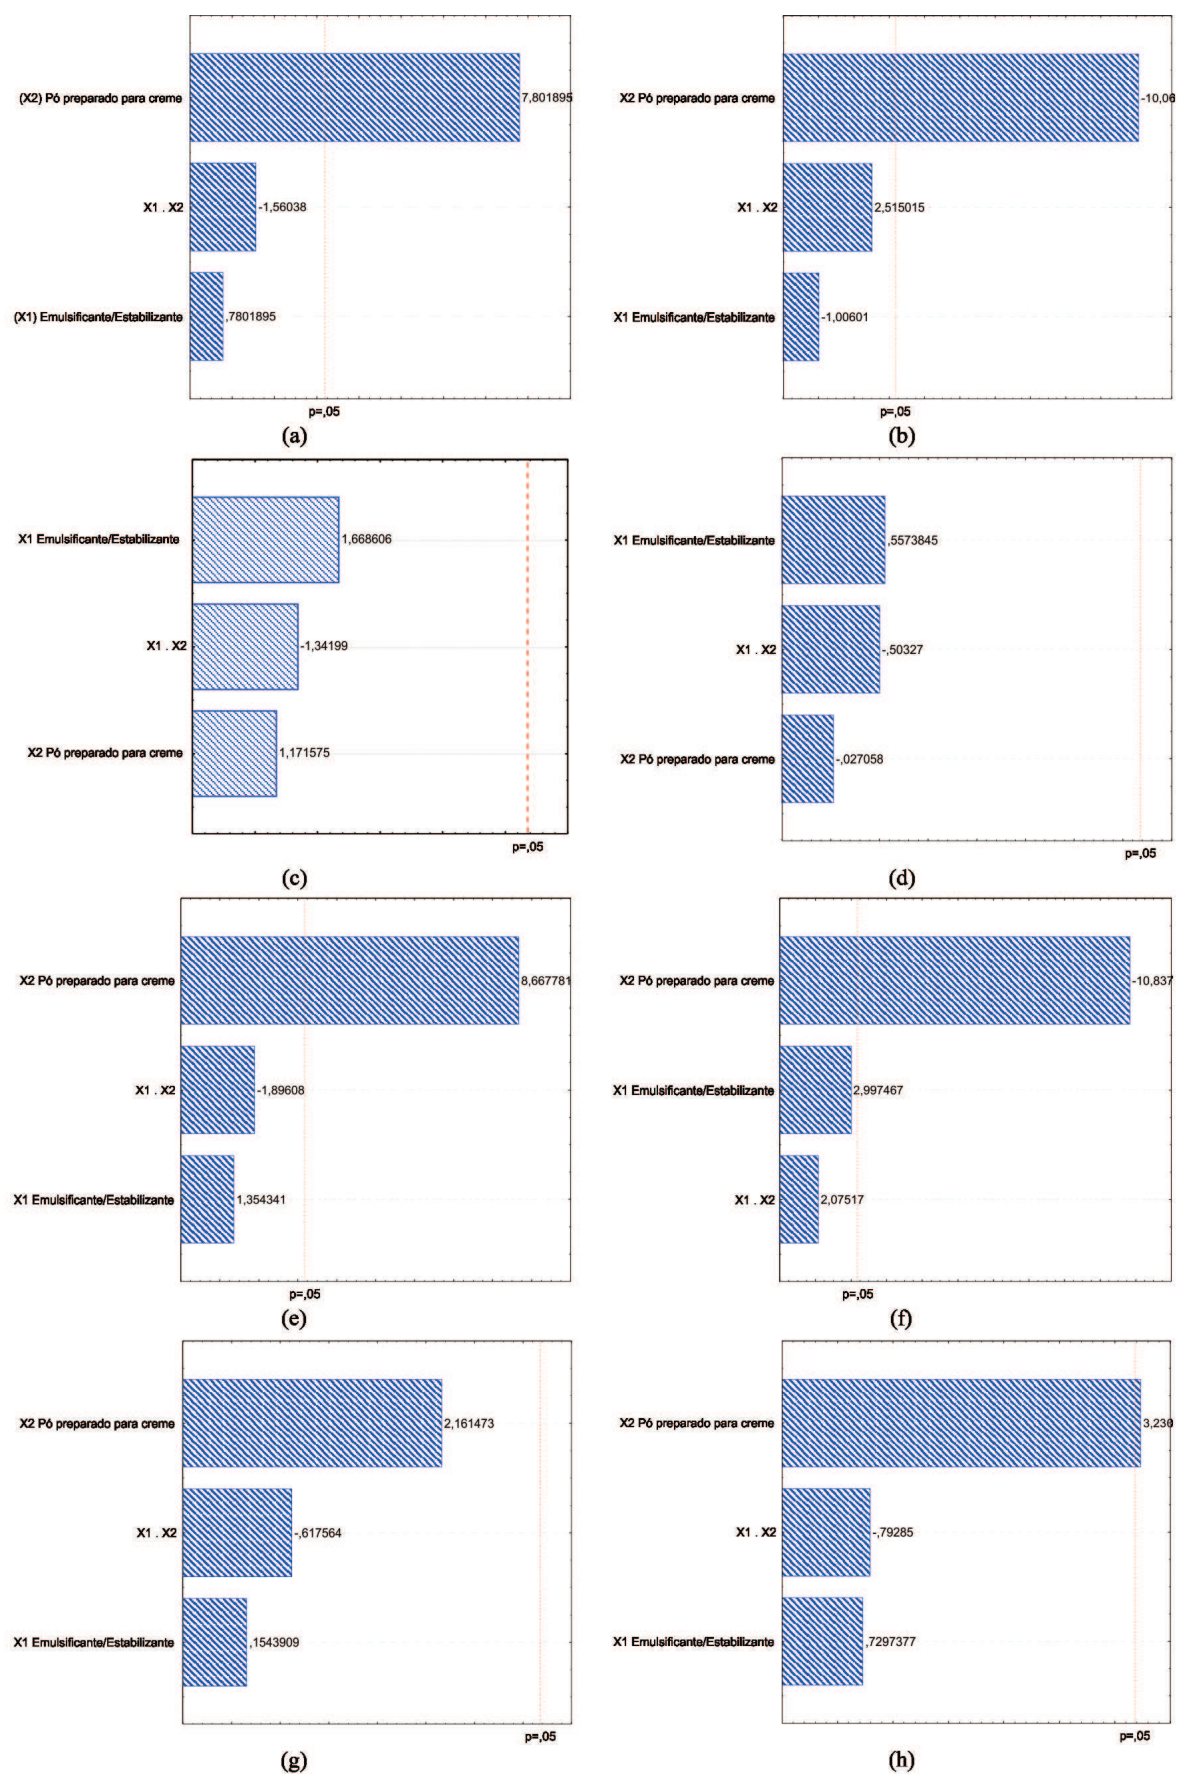 (X2) Pó preparado para creme
7,801895
X1 . X2
-1,56038
(X1) Emulsificante/Estabilizante
,7801895
p=,05
(a)
X2 Pó preparado para creme
-10,06
X1 . X2
2,515015
X1 Emulsificante/Estabilizante
-1,00601
p=,05
(b)
X1 Emulsificante/Estabilizante
1,668606
X1 . X2
-1,34199
X2 Pó preparado para creme
1,171575
p=,05
(c)
X1 Emulsificante/Estabilizante
,5573845
X1 . X2
-,50327
X2 Pó preparado para creme
-,027058
p=,05
(d)
X2 Pó preparado para creme
8,667781
X1 . X2
-1,89608
X1 Emulsificante/Estabilizante
1,354341
p=,05
(e)
X2 Pó preparado para creme
-10,837
X1 Emulsificante/Estabilizante
2,997467
X1 . X2
2,07517
p=,05
(f)
X2 Pó preparado para creme
2,161473
X1 . X2
-,617564
X1 Emulsificante/Estabilizante
,1543909
p=,05
(g)
X2 Pó preparado para creme
3,230
X1 . X2
-,79285
X1 Emulsificante/Estabilizante
,7297377
p=,05
(h)